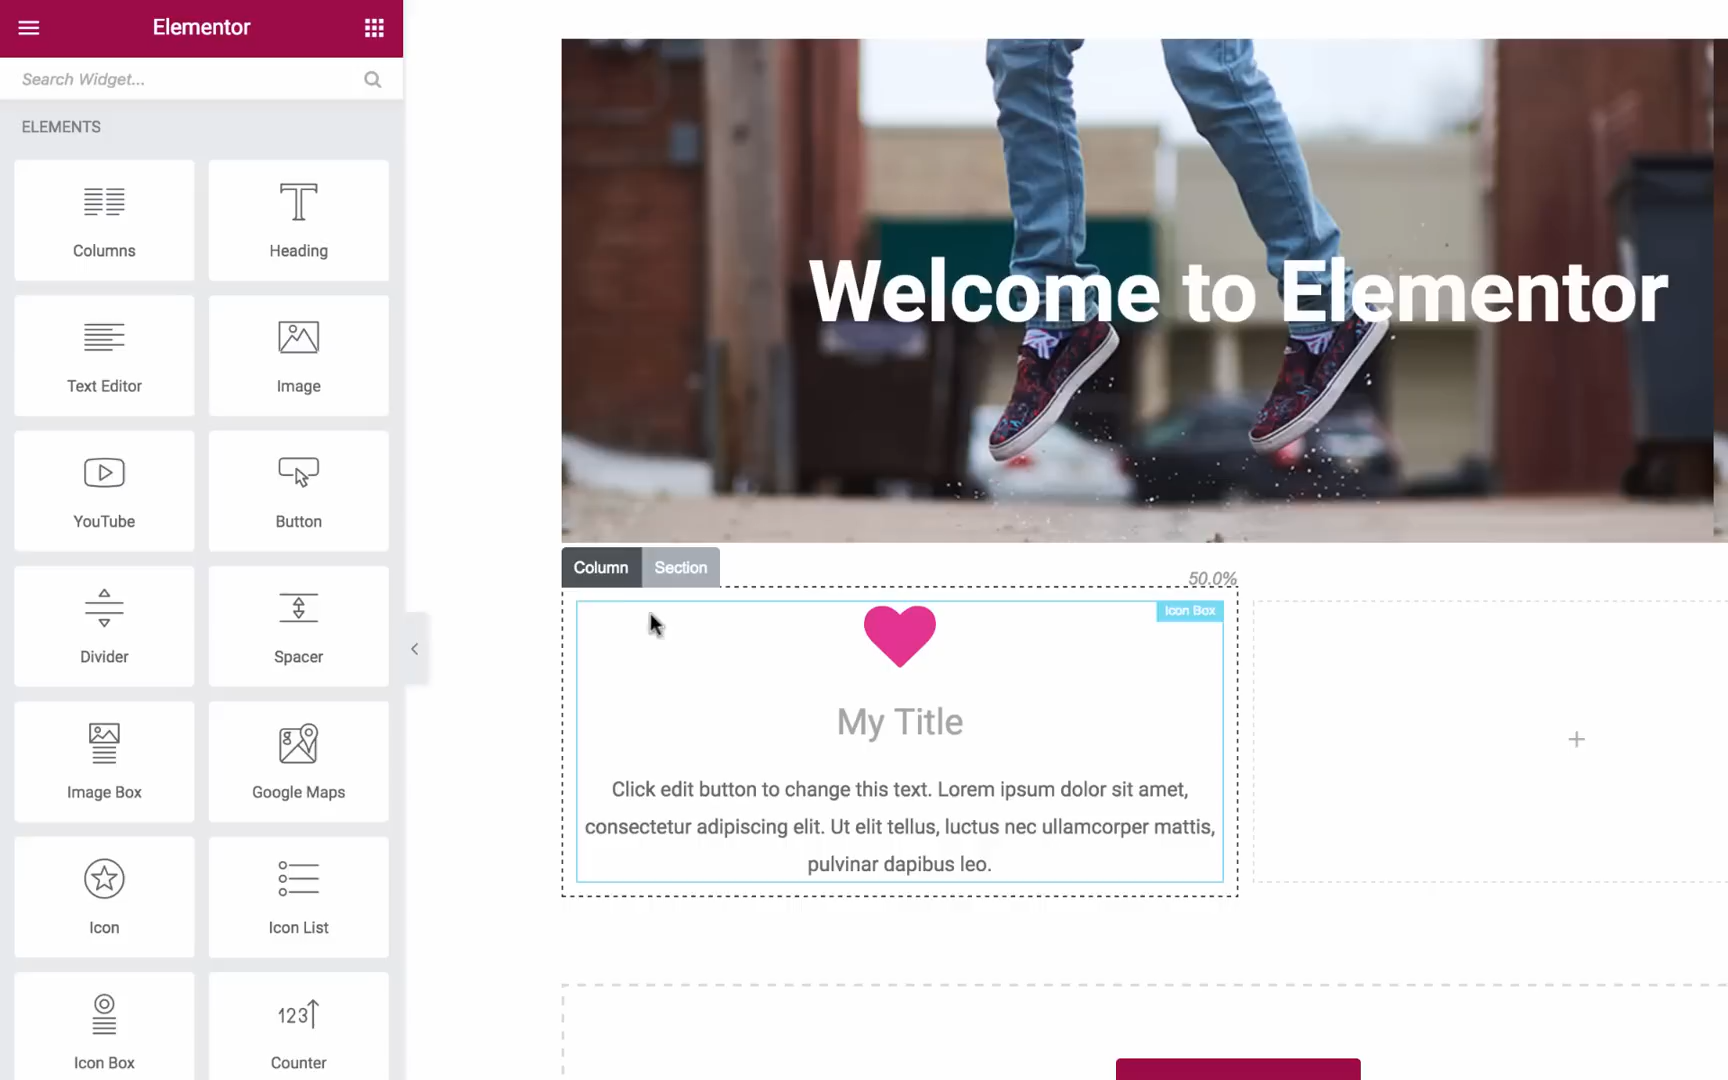 Elementor
Search Widget...
ELEMENTS
Columns
Heading
Text Editor
Image
YouTube
Button
Divider
Spacer
Image Box
Google Maps
Icon
Icon List
Icon Box
123
Counter
Welcome to Elementor
Column
Section
50.0%
Icon Box
My Title
Click edit button to change this text. Lorem ipsum dolor sit amet,
consectetur adipiscing elit. Ut elit tellus, luctus nec ullamcorper mattis,
pulvinar dapibus leo.